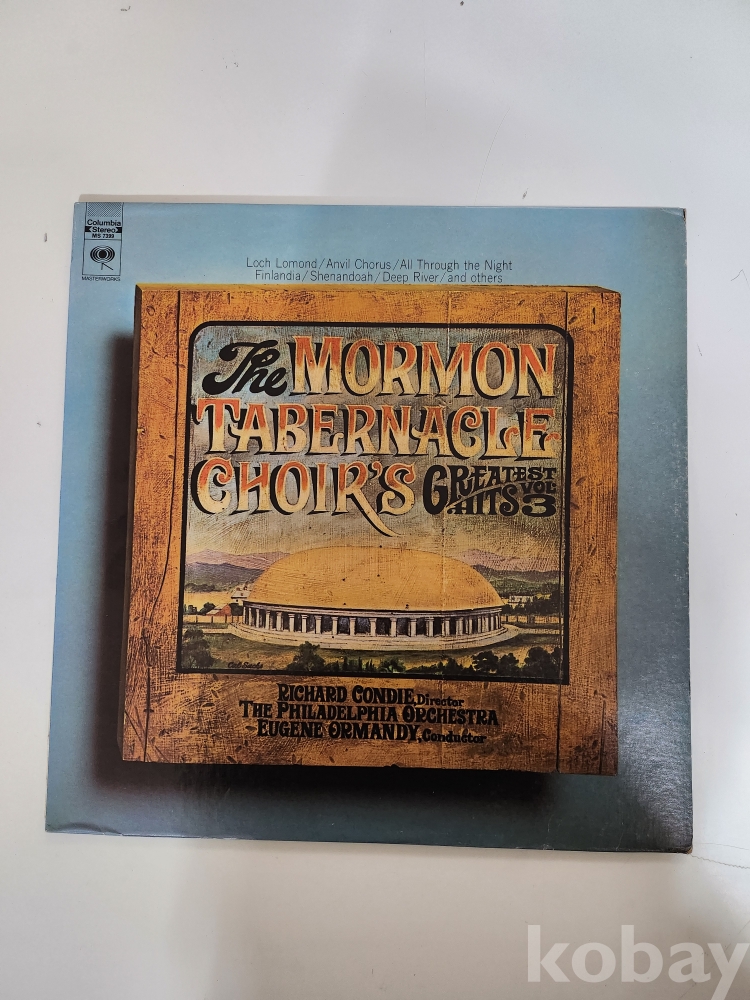 Columbia
Stereo
MS 7399
MASTERWORKS
Loch Lomond/Anvil Chorus/All Through the Night
Finlandia/Shenandoah/Deep River/and others
The MORMON
TABERNACLE
CHOIR'S GREATEST HITS VOL 3
RICHARD CONDIE, Director
THE PHILADELPHIA ORCHESTRA
EUGENE ORMANDY, Conductor
kobay